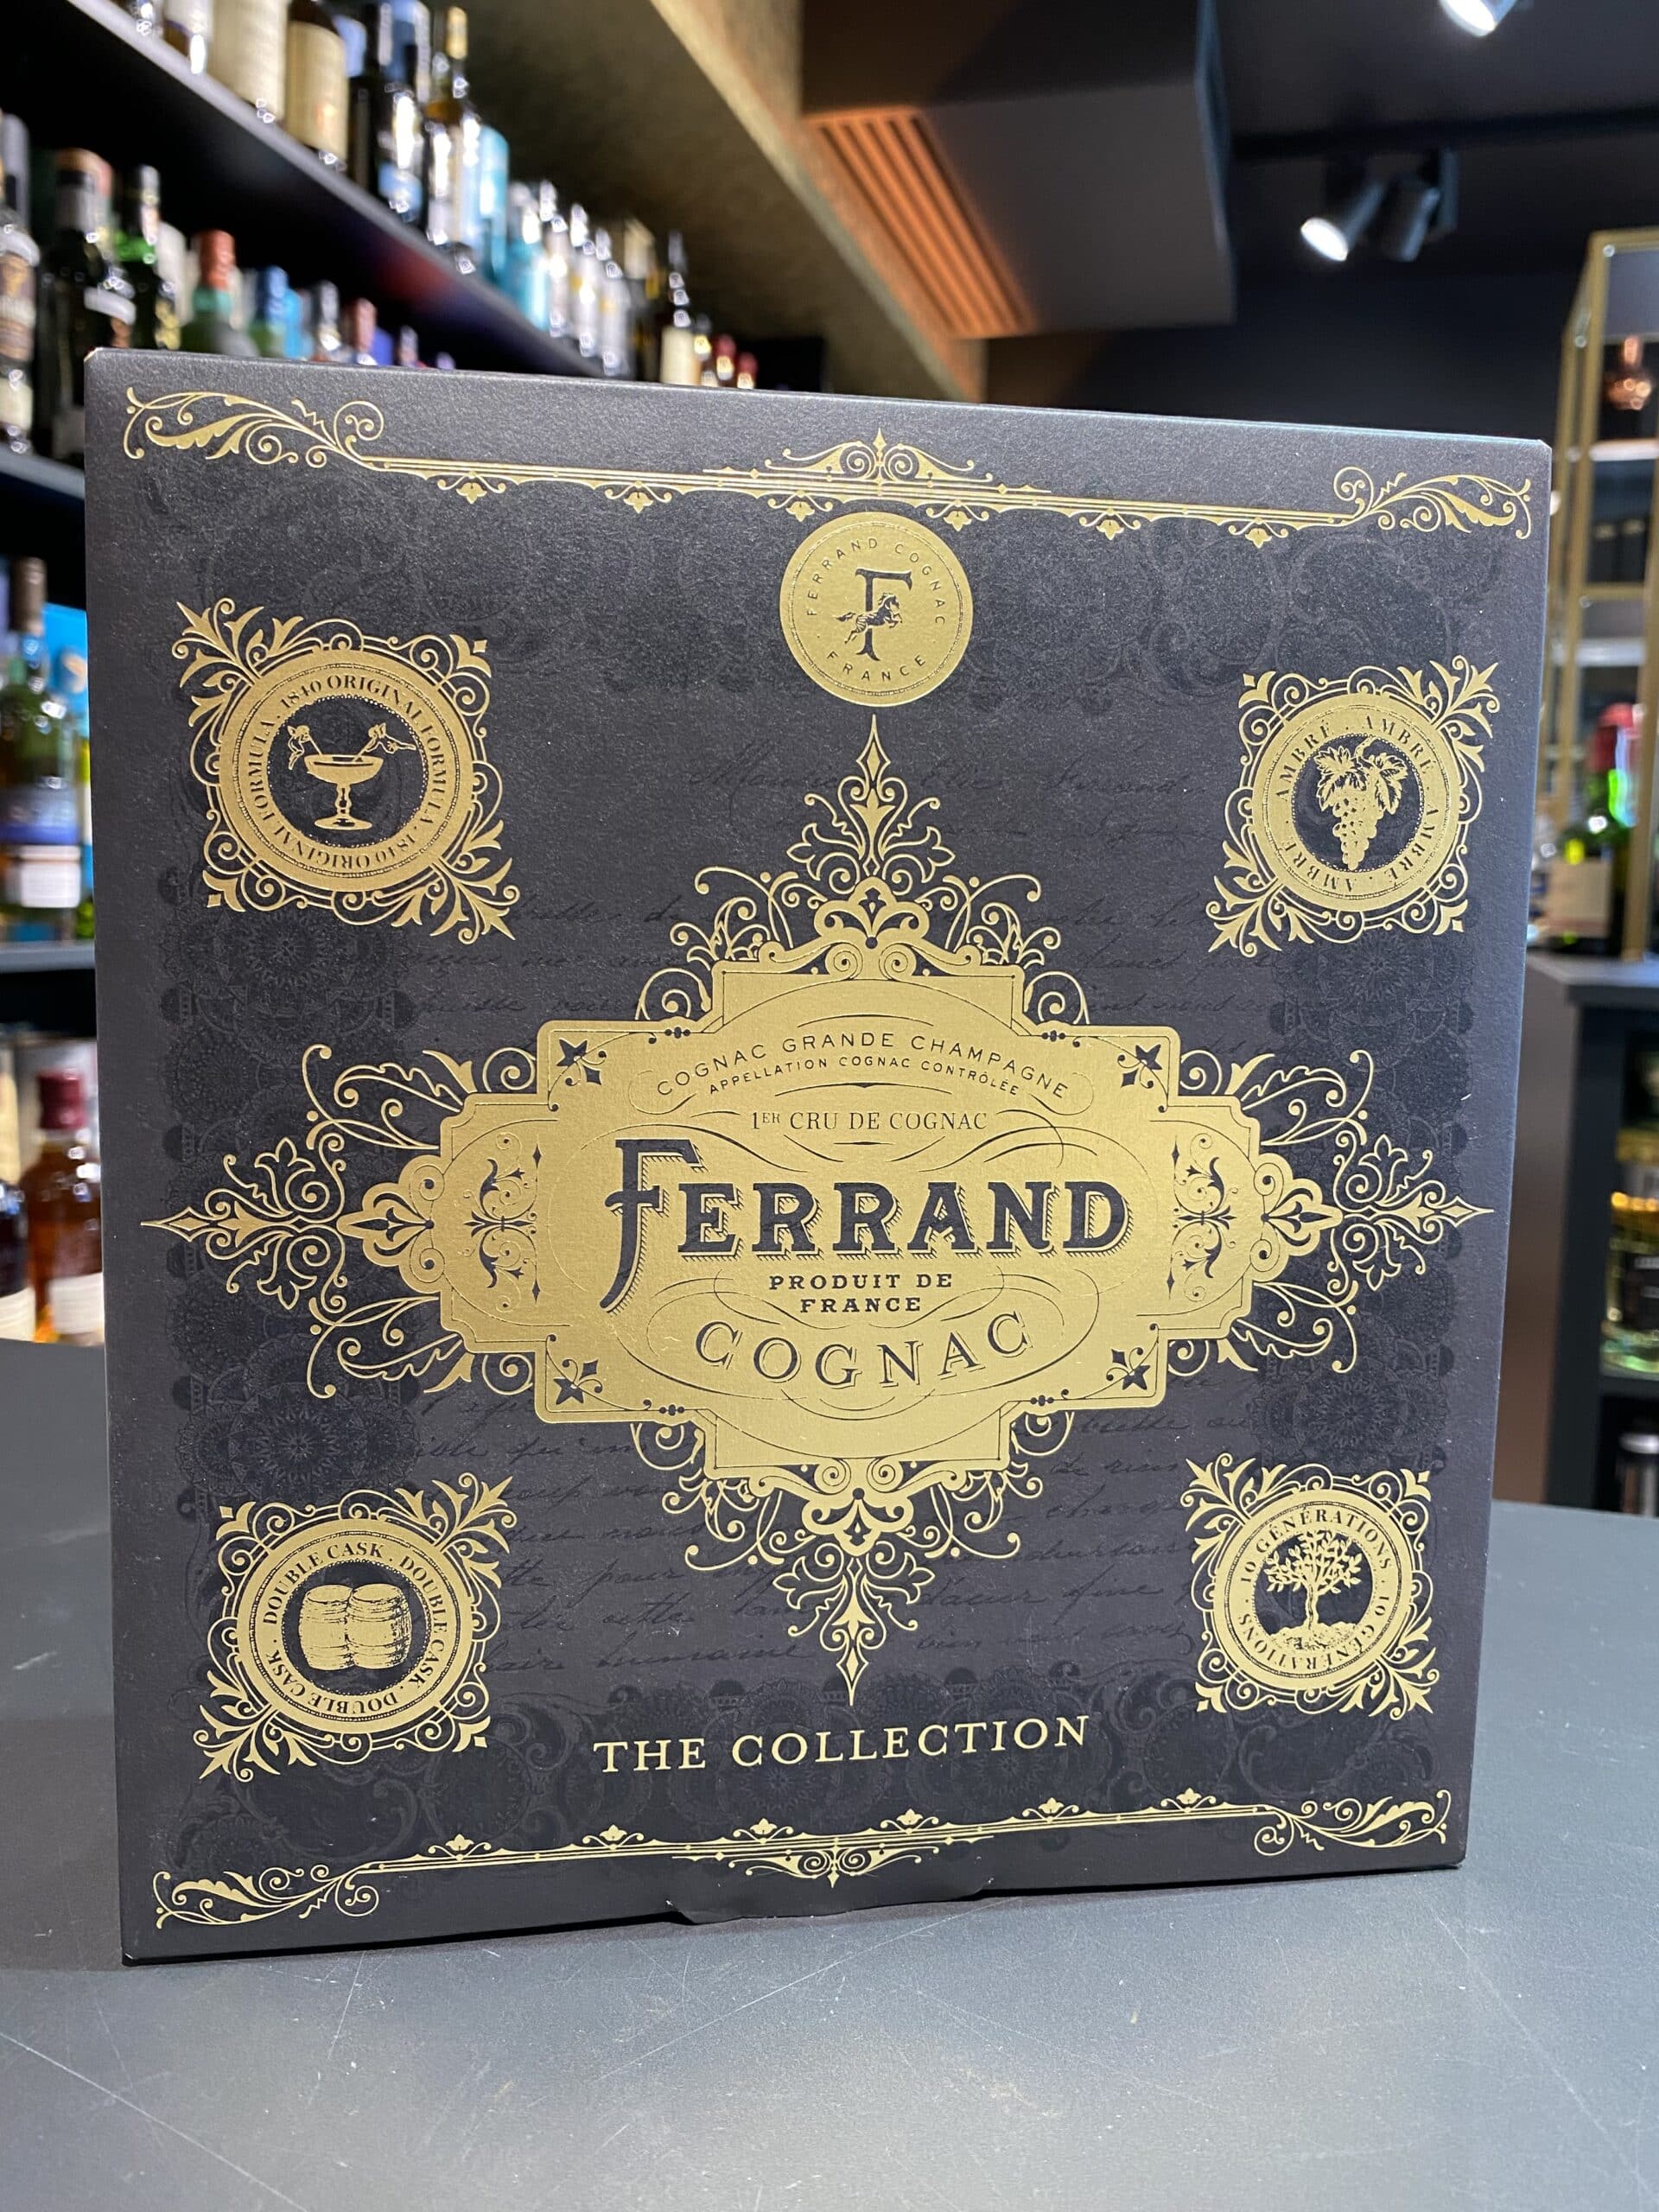 FERRAND COGNAC
F
· FRANCE ·
1840 ORIGINAL FORMULA . 1840 ORIGINAL FORMULA .
AMBRÉ . AMBRÉ . AMBRÉ . AMBRÉ .
COGNAC GRANDE CHAMPAGNE
APPELLATION COGNAC CONTRÔLÉE
1ER CRU DE COGNAC
FERRAND
PRODUIT DE
FRANCE
COGNAC
DOUBLE CASK . DOUBLE CASK . DOUBLE CASK .
10 GÉNÉRATIONS . 10 GÉNÉRATIONS .
THE COLLECTION